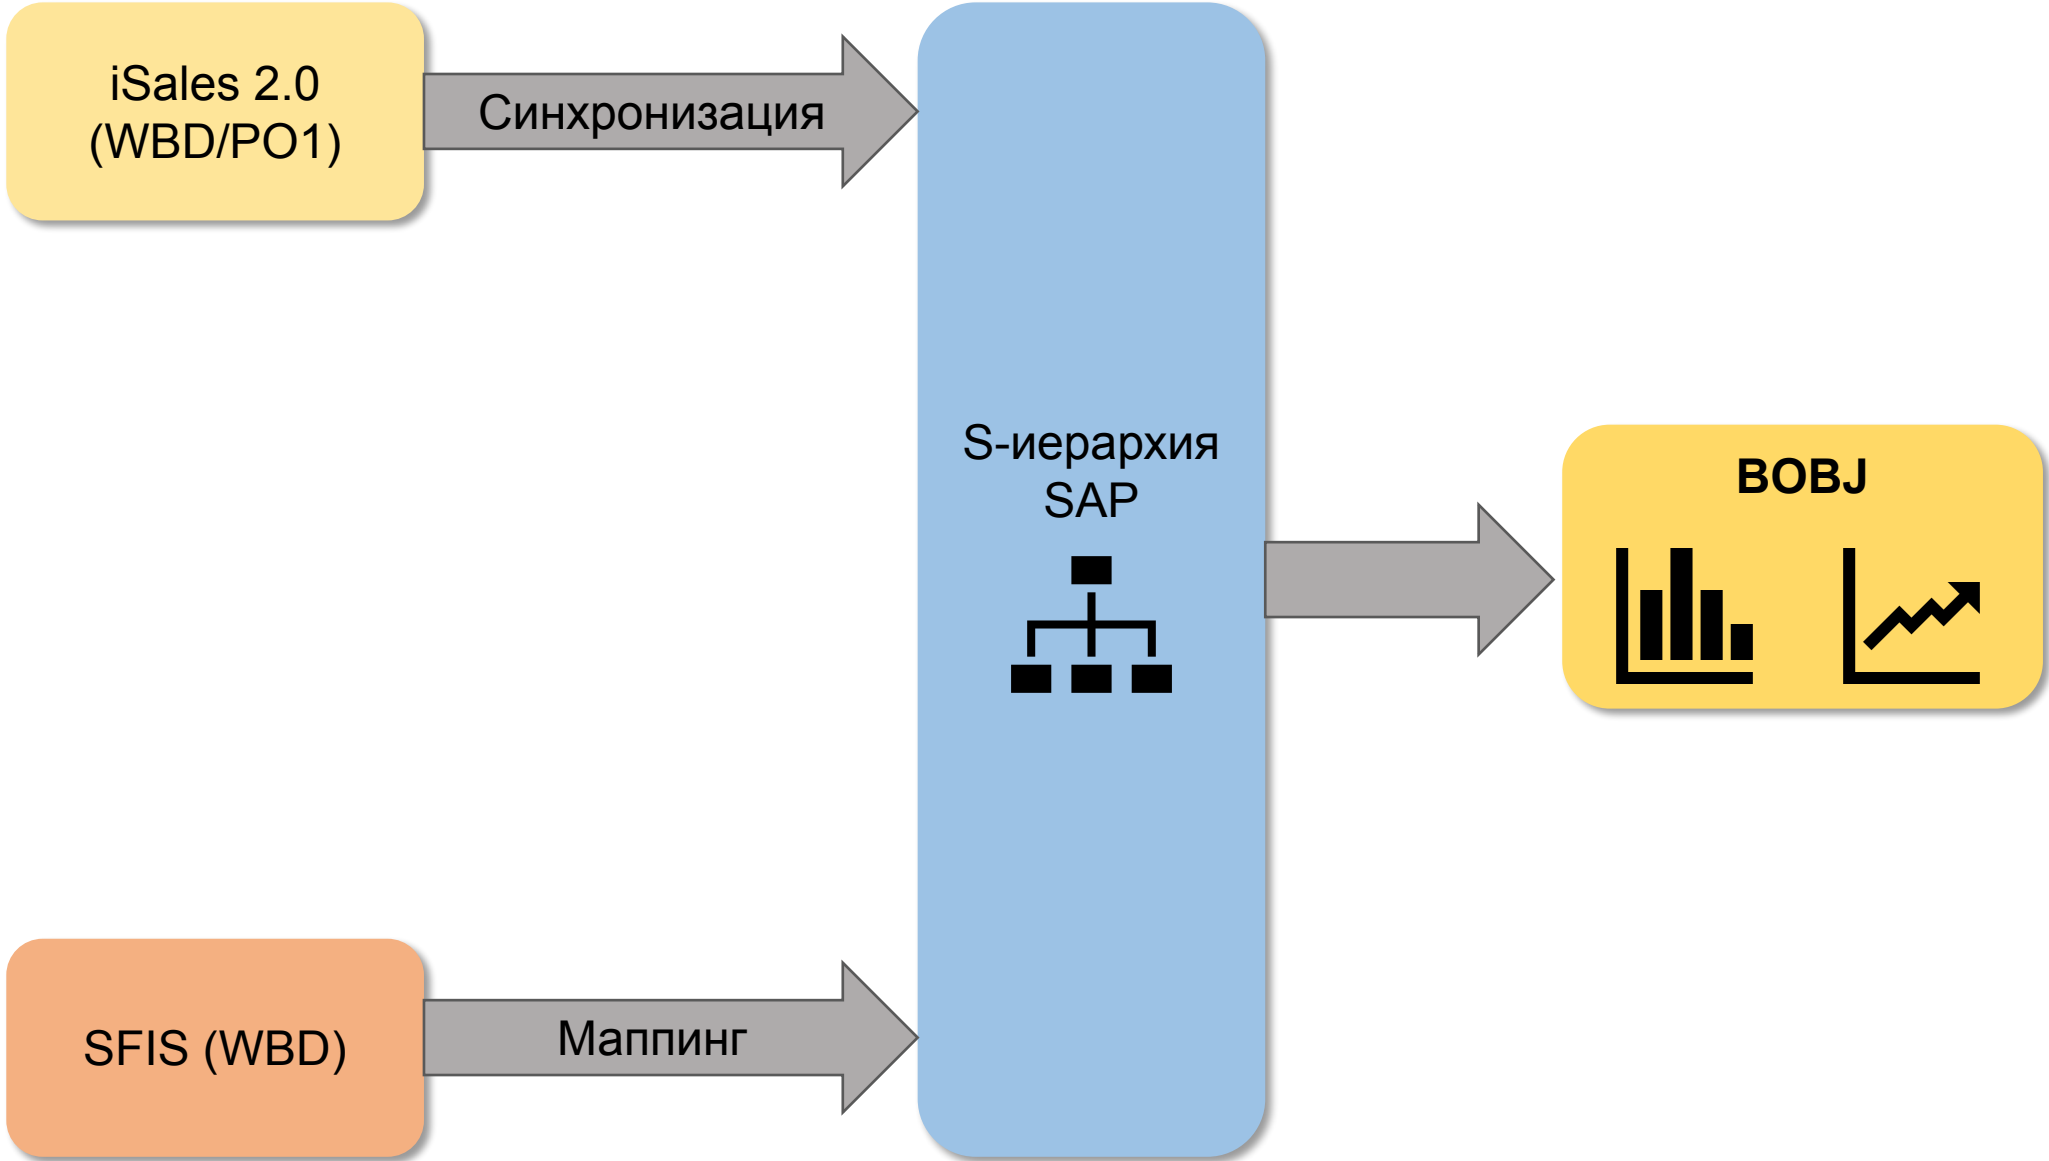 iSales 2.0
(WBD/PO1)
Синхронизация
S-иерархия
SAP
BOBJ
SFIS (WBD)
Маппинг